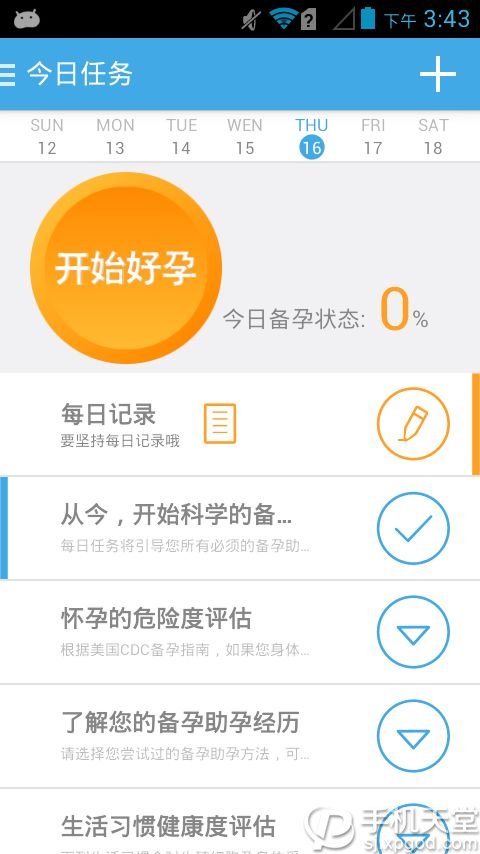 下午 3:43
今日任务
SUN MON TUE WEN THU FRI SAT
12 13 14 15 16 17 18
开始好孕
今日备孕状态: 0%
每日记录
要坚持每日记录哦
从今，开始科学的备...
每日任务将引导您所有必须的备孕助...
怀孕的危险度评估
根据美国CDC备孕指南，如果您身体...
了解您的备孕助孕经历
请选择您尝试过的备孕助孕方法，可...
生活习惯健康度评估
手机天堂
sj.xpgod.com